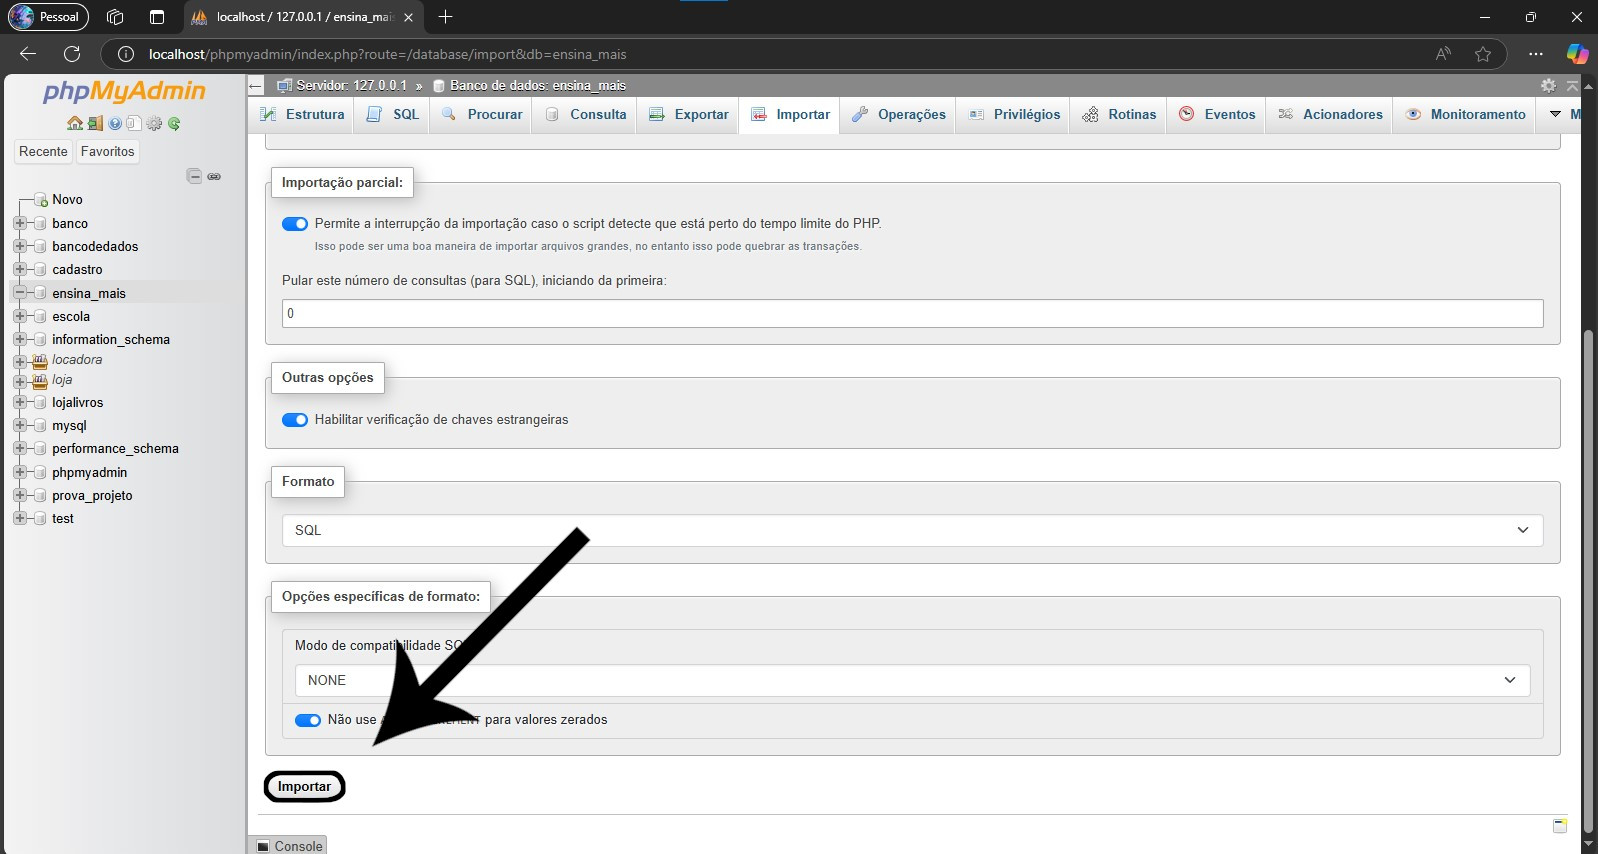 Pessoal
localhost / 127.0.0.1 / ensina_mais
localhost/phpmyadmin/index.php?route=/database/import&db=ensina_mais
phpMyAdmin
Recente
Favoritos
Novo
banco
bancodedados
cadastro
ensina_mais
escola
information_schema
locadora
loja
lojalivros
mysql
performance_schema
phpmyadmin
prova_projeto
test
Servidor: 127.0.0.1 » Banco de dados: ensina_mais
Estrutura
SQL
Procurar
Consulta
Exportar
Importar
Operações
Privilégios
Rotinas
Eventos
Acionadores
Monitoramento
M
Importação parcial:
Permite a interrupção da importação caso o script detecte que está perto do tempo limite do PHP.
Isso pode ser uma boa maneira de importar arquivos grandes, no entanto isso pode quebrar as transações.
Pular este número de consultas (para SQL), iniciando da primeira:
0
Outras opções
Habilitar verificação de chaves estrangeiras
Formato
SQL
Opções específicas de formato:
Modo de compatibilidade
NONE
Não use para valores zerados
Importar
Console